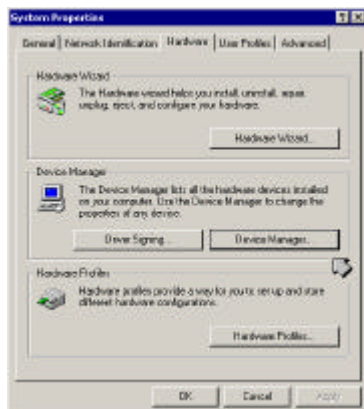 System Properties
General Network Identification Hardware User Profiles Advanced
Hardware Wizard
The Hardware wizard helps you install, uninstall, repair,
unplug, eject, and configure your hardware.
Hardware Wizard...
Device Manager
The Device Manager lists all the hardware devices installed
on your computer. Use the Device Manager to change the
properties of any device.
Driver Signing... Device Manager...
Hardware Profiles
Hardware profiles provide a way for you to set up and store
different hardware configurations.
Hardware Profiles...
OK Cancel Apply